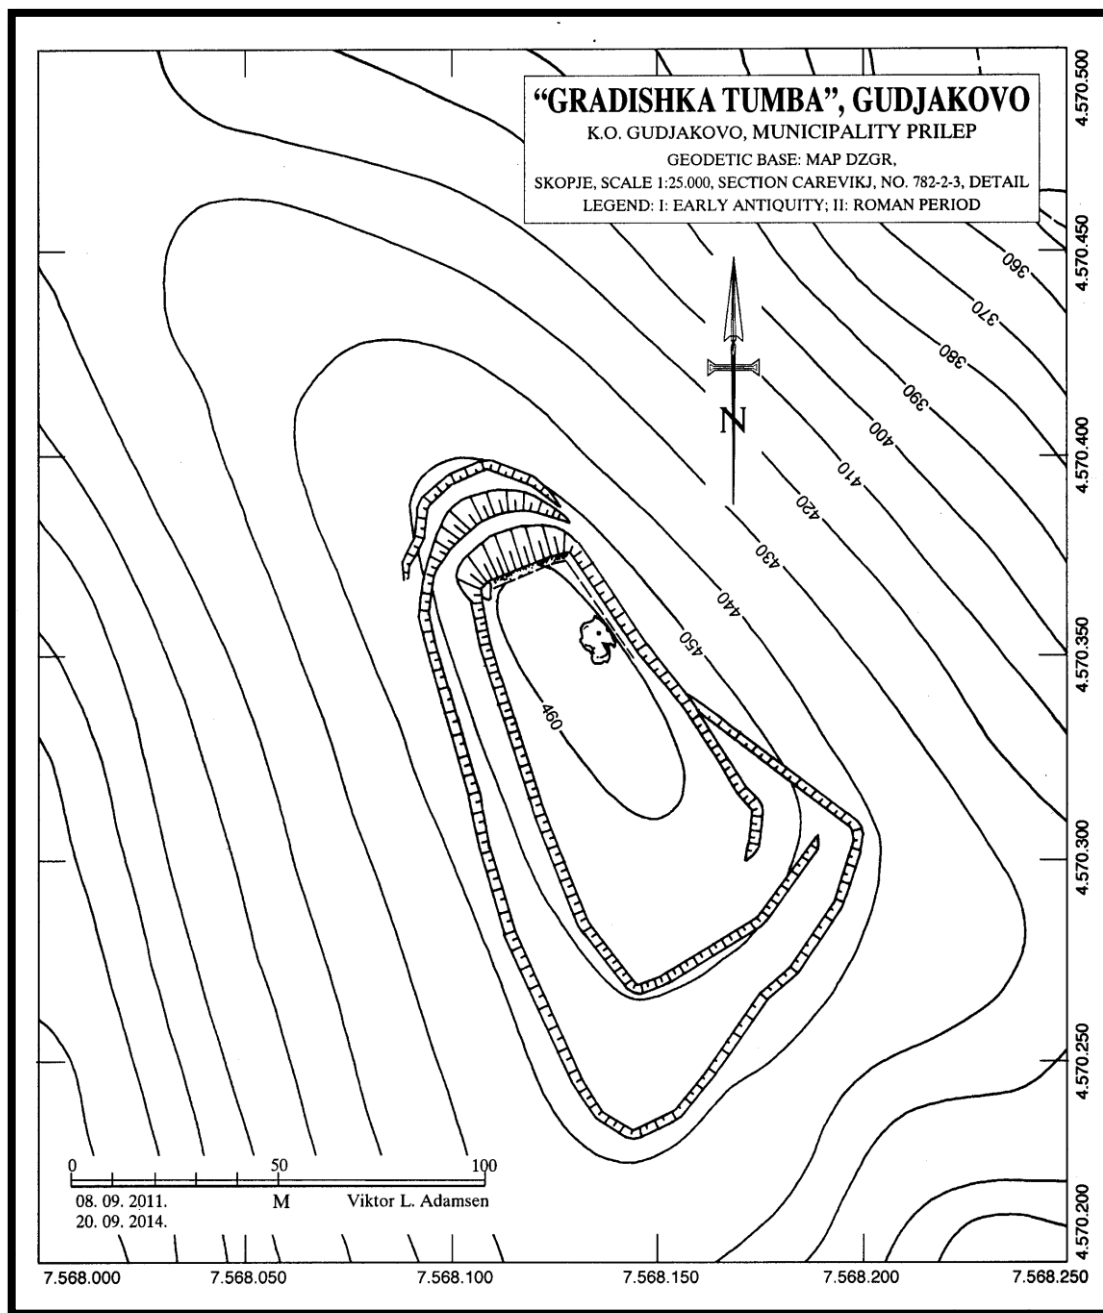 “GRADISHKA TUMBA”, GUDJAKOVO
K.O. GUDJAKOVO, MUNICIPALITY PRILEP
GEODETIC BASE: MAP DZGR,
SKOPJE, SCALE 1:25.000, SECTION CAREVIKJ, NO. 782-2-3, DETAIL
LEGEND: I: EARLY ANTIQUITY; II: ROMAN PERIOD
4.570.500
4.570.450
360
370
380
390
400
410
420
430
440
450
460
N
4.570.400
4.570.350
4.570.300
4.570.250
4.570.200
0 50 100
M
08. 09. 2011.
20. 09. 2014.
Viktor L. Adamsen
7.568.000 7.568.050 7.568.100 7.568.150 7.568.200 7.568.250